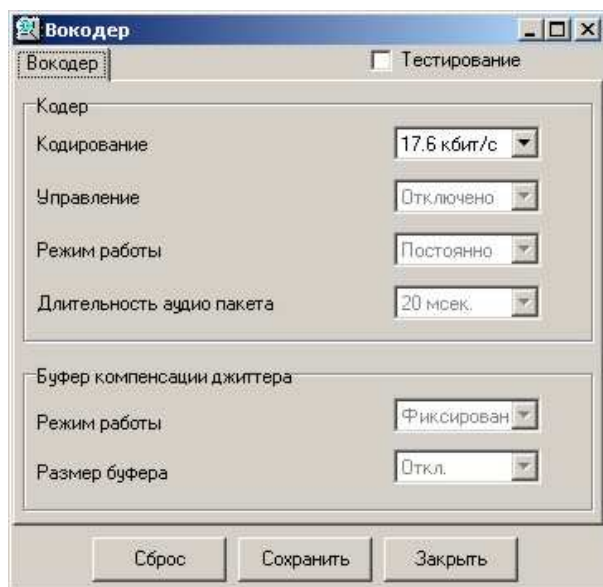 Вокодер
Вокодер
Тестирование
Кодер
Кодирование 17.6 кбит/с
Управление Отключено
Режим работы Постоянно
Длительность аудио пакета 20 мсек.
Буфер компенсации джиттера
Режим работы Фиксирован
Размер буфера Откл.
Сброс Сохранить Закрыть